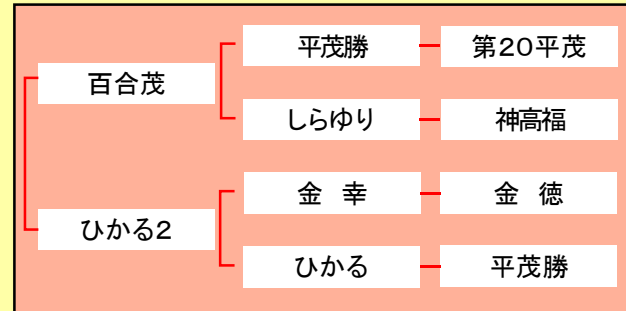 平茂勝
第20平茂
百合茂
しらゆり
神高福
金 幸
金 徳
ひかる2
ひかる
平茂勝